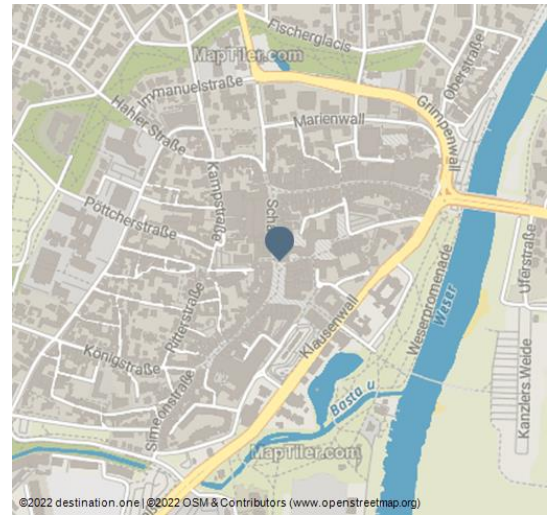 Fischerglacis
MapTiler.com
Oberstraße
Immanuelstraße
Grimpenwall
Hahler Straße
Marienwall
Kampstraße
Pöttcherstraße
Uferstraße
Weserpromenade
Weser
Ritterstraße
Klausenwall
Königstraße
Kanzlers Weide
Simeonstraße
Bastau
MapTiler.com
©2022 destination.one | ©2022 OSM & Contributors (www.openstreetmap.org)